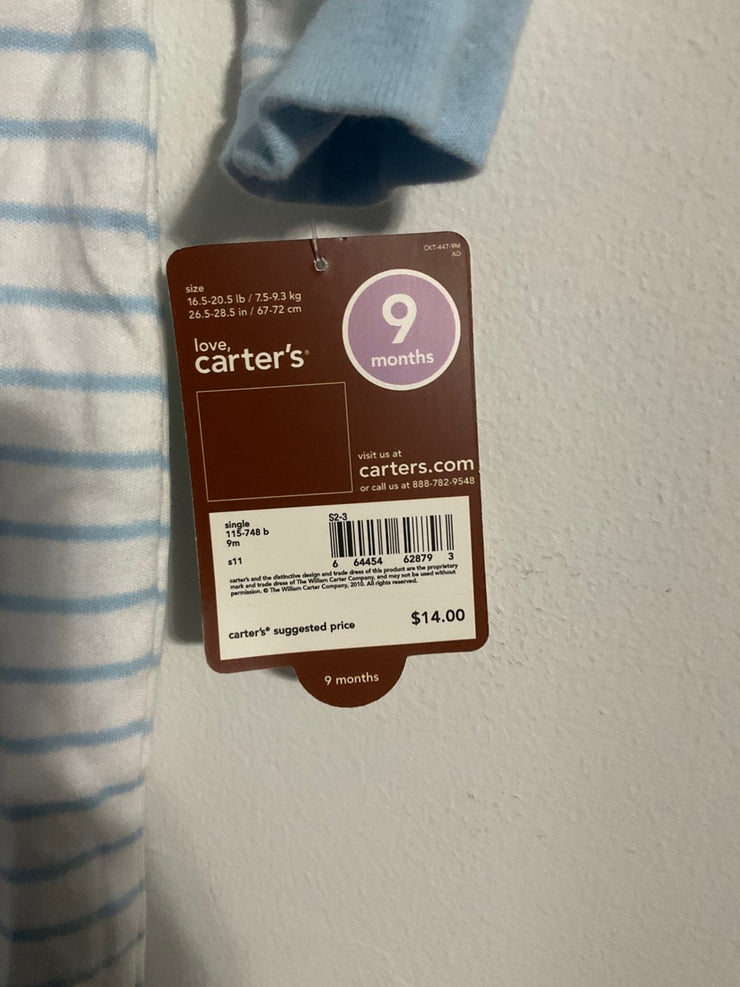 CKT-447-9M
AO
size
16.5-20.5 lb / 7.5-9.3 kg
26.5-28.5 in / 67-72 cm
9
months
love,
carter's®
visit us at
carters.com
or call us at 888-782-9548
single
115-748 b
9m
s11
S2-3
6 64454 62879 3
carter's and the distinctive design and trade dress of this product are the proprietary
mark and trade dress of The William Carter Company, and may not be used without
permission. © The William Carter Company, 2010. All rights reserved.
carter's® suggested price
$14.00
9 months